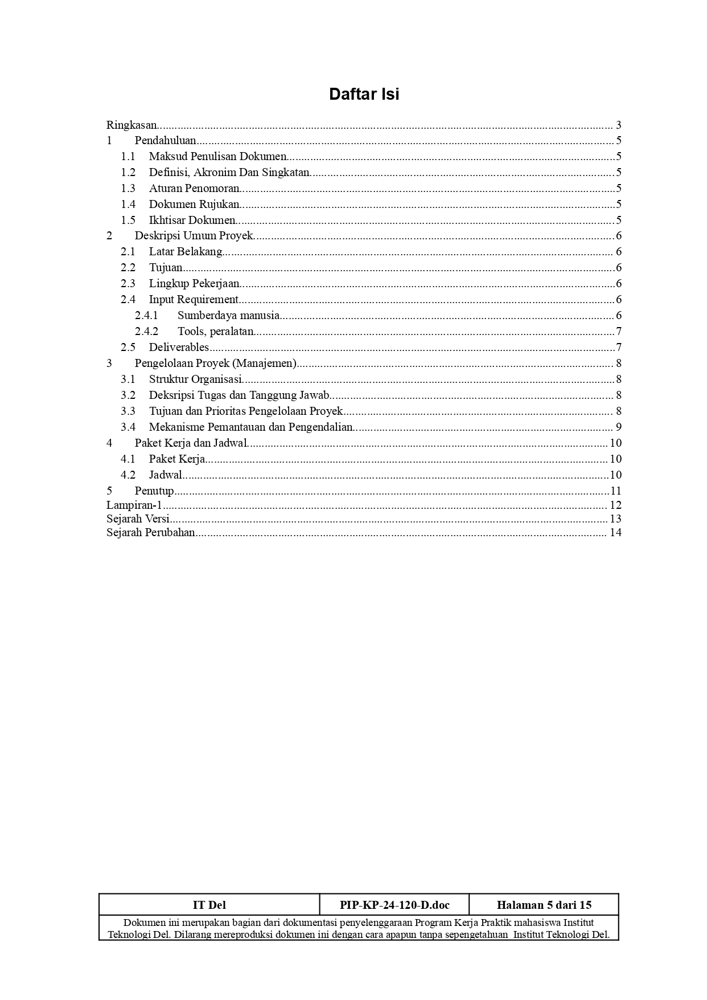 Daftar Isi
Ringkasan 3
1 Pendahuluan 5
1.1 Maksud Penulisan Dokumen 5
1.2 Definisi, Akronim Dan Singkatan 5
1.3 Aturan Penomoran 5
1.4 Dokumen Rujukan 5
1.5 Ikhtisar Dokumen 5
2 Deskripsi Umum Proyek 6
2.1 Latar Belakang 6
2.2 Tujuan 6
2.3 Lingkup Pekerjaan 6
2.4 Input Requirement 6
2.4.1 Sumberdaya manusia 6
2.4.2 Tools, peralatan 7
2.5 Deliverables 7
3 Pengelolaan Proyek (Manajemen) 8
3.1 Struktur Organisasi 8
3.2 Deksripsi Tugas dan Tanggung Jawab 8
3.3 Tujuan dan Prioritas Pengelolaan Proyek 8
3.4 Mekanisme Pemantauan dan Pengendalian 9
4 Paket Kerja dan Jadwal 10
4.1 Paket Kerja 10
4.2 Jadwal 10
5 Penutup 11
Lampiran-1 12
Sejarah Versi 13
Sejarah Perubahan 14
IT Del PIP-KP-24-120-D.doc Halaman 5 dari 15
Dokumen ini merupakan bagian dari dokumentasi penyelenggaraan Program Kerja Praktik mahasiswa Institut
Teknologi Del. Dilarang mereproduksi dokumen ini dengan cara apapun tanpa sepengetahuan Institut Teknologi Del.